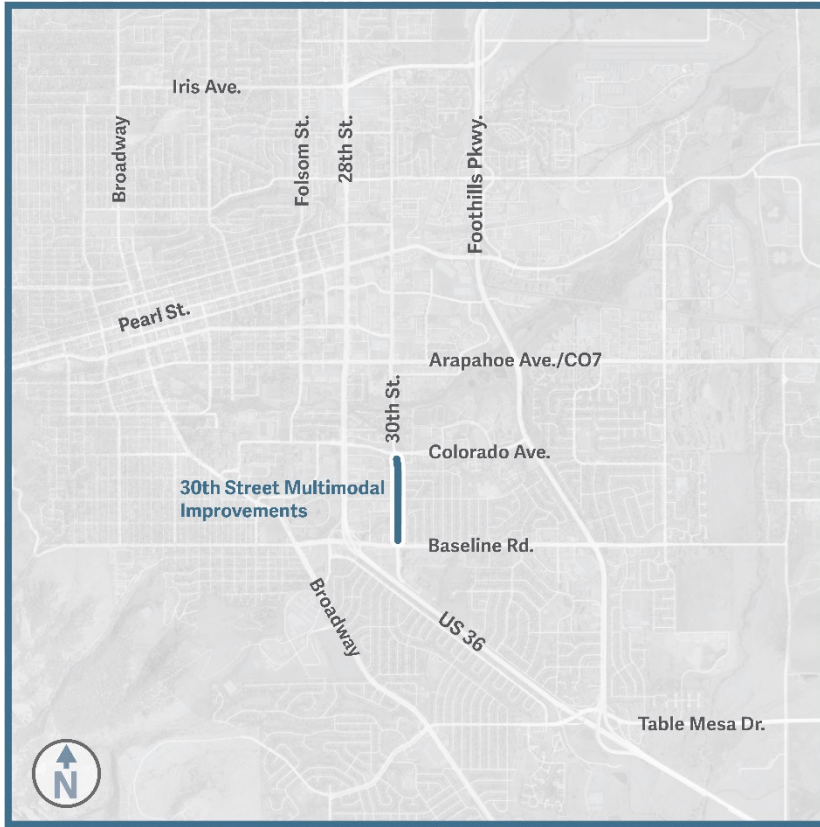 Iris Ave.
Broadway
Folsom St.
28th St.
Foothills Pkwy.
Pearl St.
Arapahoe Ave./CO7
30th St.
Colorado Ave.
30th Street Multimodal
Improvements
Baseline Rd.
Broadway
US 36
Table Mesa Dr.
N